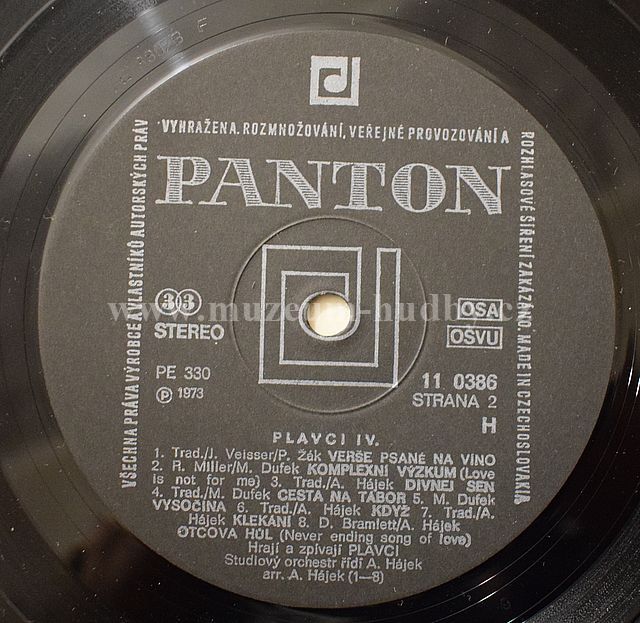 VYHRAŽENA. ROZMNOŽOVÁNÍ, VEŘEJNÉ PROVOZOVÁNÍ A
ROZHLASOVÉ ŠÍŘENÍ ZAKÁZÁNO. MADE IN CZECHOSLOVAKIA
VŠECHNA PRÁVA VÝROBCE A VLASTNÍKŮ AUTORSKÝCH PRÁV
PANTON
www.muzeum-hudby.cz
33
STEREO
OSA
OSVU
PE 330
℗ 1973
11 0386
STRANA 2
H
PLAVCI IV.
1. Trad./J. Veisser/P. Žák VERŠE PSANÉ NA VÍNO
2. R. Miller/M. Dufek KOMPLEXNÍ VÝZKUM (Love
is not for me) 3. Trad./A. Hájek DIVNEJ SEN
4. Trad./M. Dufek CESTA NA TÁBOR 5. M. Dufek
VYSOČINA 6. Trad./A. Hájek KDYŽ 7. Trad./A.
Hájek KLEKÁNÍ 8. D. Bramlett/A. Hájek
OTCOVA HŮL (Never ending song of love)
Hrají a zpívají PLAVCI
Studiový orchestr řídí A. Hájek
arr. A. Hájek (1—8)